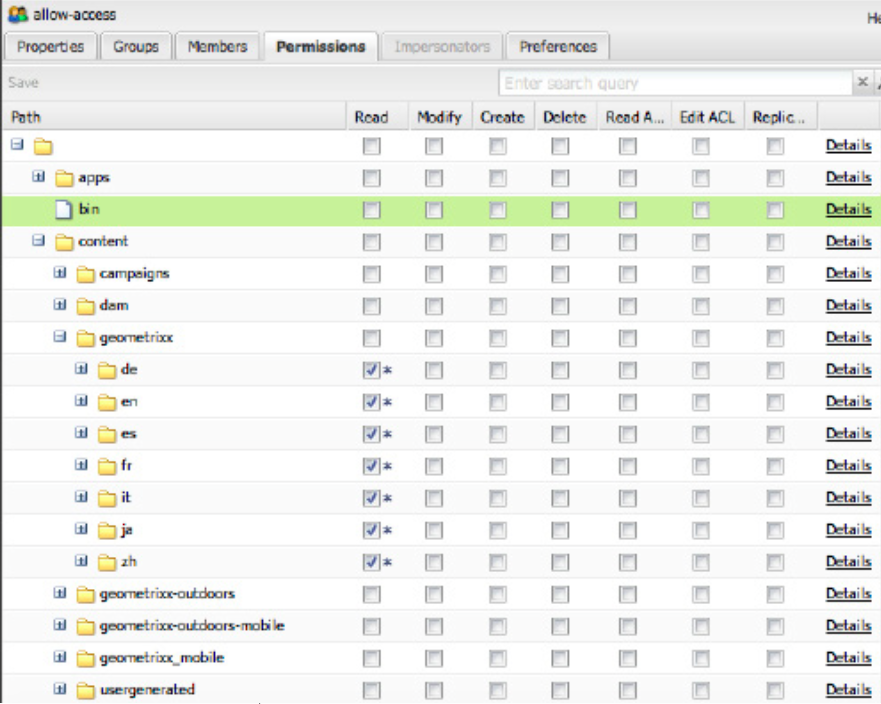 allow-access
He
Properties Groups Members Permissions Impersonators Preferences
Save Enter search query
Path Read Modify Create Delete Read A... Edit ACL Replic...
Details
apps Details
bin Details
content Details
campaigns Details
dam Details
geometrixx Details
de * Details
en * Details
es * Details
fr * Details
it * Details
ja * Details
zh * Details
geometrixx-outdoors Details
geometrixx-outdoors-mobile Details
geometrixx_mobile Details
usergenerated Details